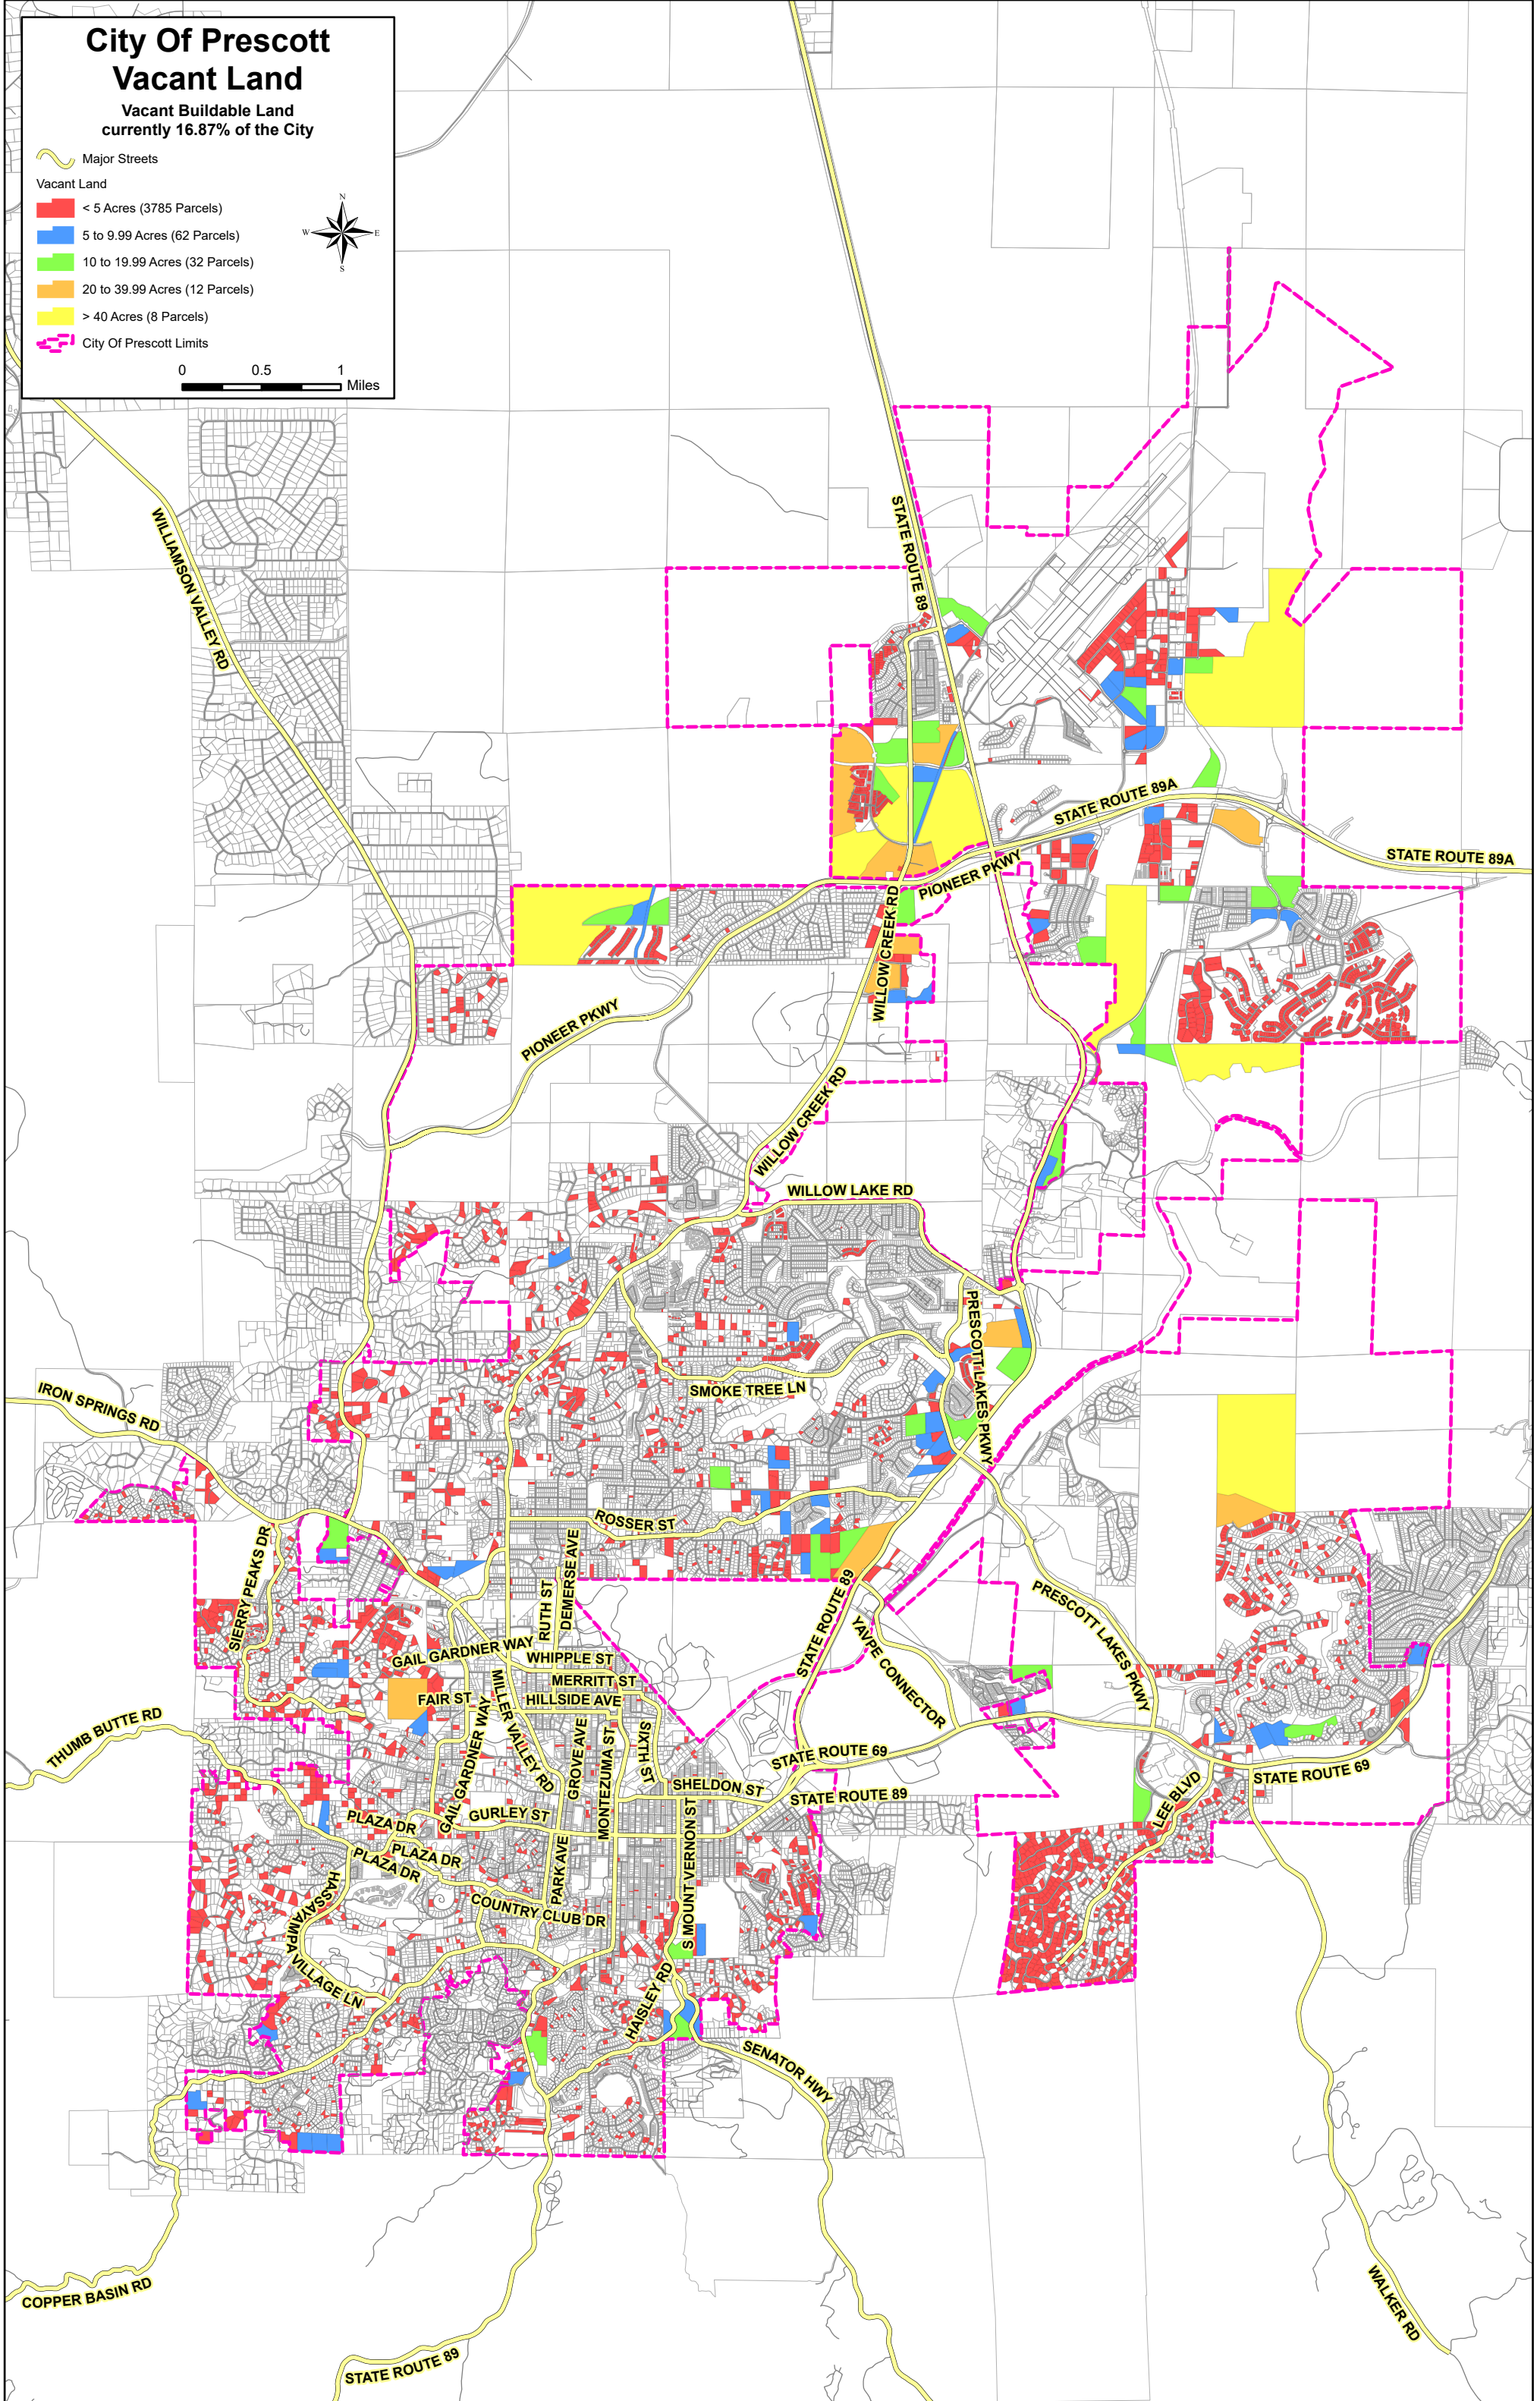 City Of Prescott
Vacant Land
Vacant Buildable Land
currently 16.87% of the City
Major Streets
Vacant Land
< 5 Acres (3785 Parcels)
5 to 9.99 Acres (62 Parcels)
10 to 19.99 Acres (32 Parcels)
20 to 39.99 Acres (12 Parcels)
> 40 Acres (8 Parcels)
City Of Prescott Limits
N
W
E
S
0 0.5 1
Miles
WILLIAMSON VALLEY RD
STATE ROUTE 89
STATE ROUTE 89A
STATE ROUTE 89A
PIONEER PKWY
WILLOW CREEK RD
PIONEER PKWY
WILLOW CREEK RD
WILLOW LAKE RD
PRESCOTT LAKES PKWY
SMOKE TREE LN
IRON SPRINGS RD
ROSSER ST
SIERRY PEAKS DR
RUTH ST
DEMERSE AVE
STATE ROUTE 89
YAVPE CONNECTOR
PRESCOTT LAKES PKWY
GAIL GARDNER WAY
WHIPPLE ST
MERRITT ST
HILLSIDE AVE
FAIR ST
MILLER VALLEY RD
GAIL GARDNER WAY
GROVE AVE
MONTEZUMA ST
SIXTH ST
THUMB BUTTE RD
STATE ROUTE 69
STATE ROUTE 69
SHELDON ST
STATE ROUTE 89
LEE BLVD
PLAZA DR
GURLEY ST
PLAZA DR
PLAZA DR
PARK AVE
S MOUNT VERNON ST
COUNTRY CLUB DR
HASSAYAMPA VILLAGE LN
HAISLEY RD
SENATOR HWY
COPPER BASIN RD
STATE ROUTE 89
WALKER RD